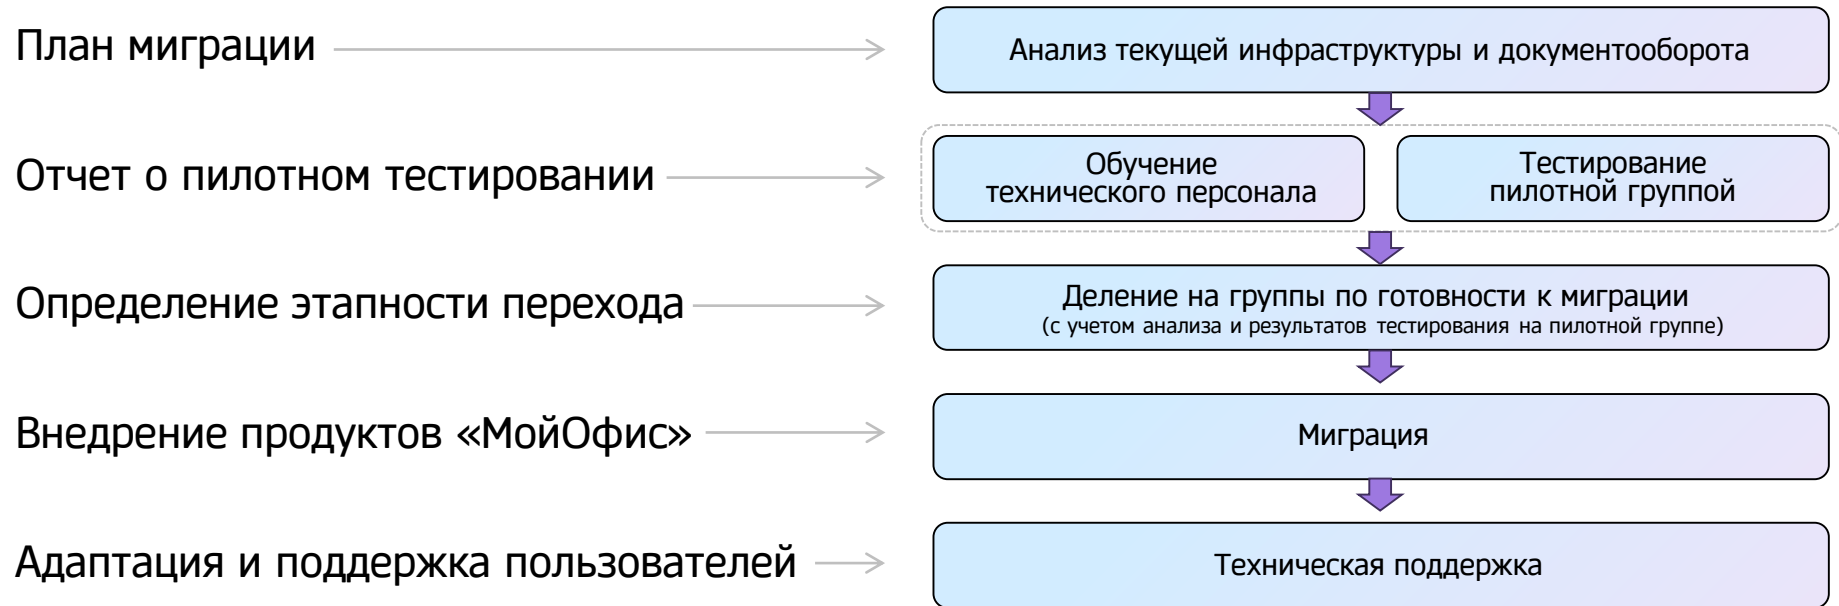 План миграции
Анализ текущей инфраструктуры и документооборота
Отчет о пилотном тестировании
Обучение
технического персонала
Тестирование
пилотной группой
Определение этапности перехода
Деление на группы по готовности к миграции
(с учетом анализа и результатов тестирования на пилотной группе)
Внедрение продуктов «МойОфис»
Миграция
Адаптация и поддержка пользователей
Техническая поддержка